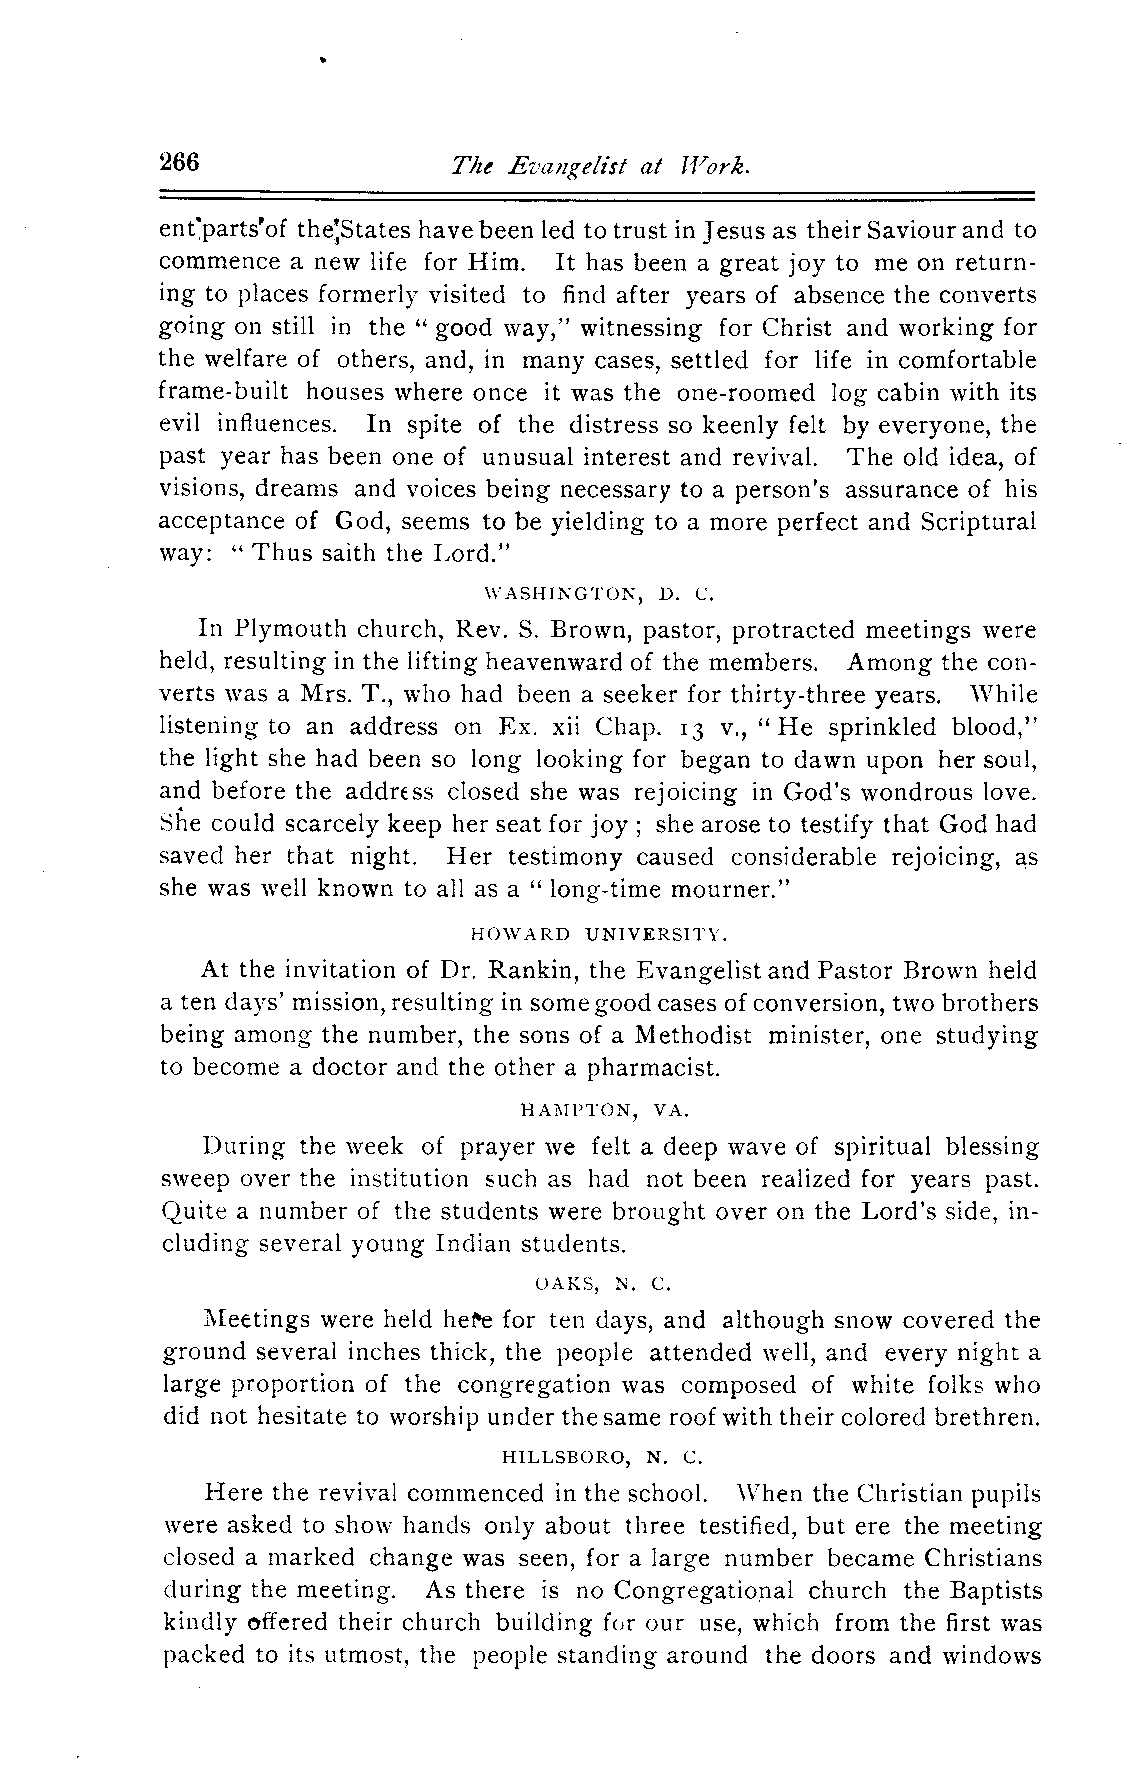 266 The Evangelist at Work.
ent parts of the States have been led to trust in Jesus as their Saviour and to
commence a new life for Him. It has been a great joy to me on return-
ing to places formerly visited to find after years of absence the converts
going on still in the " good way," witnessing for Christ and working for
the welfare of others, and, in many cases, settled for life in comfortable
frame-built houses where once it was the one-roomed log cabin with its
evil influences. In spite of the distress so keenly felt by everyone, the
past year has been one of unusual interest and revival. The old idea, of
visions, dreams and voices being necessary to a person's assurance of his
acceptance of God, seems to be yielding to a more perfect and Scriptural
way: " Thus saith the Lord."
WASHINGTON, D. C.
In Plymouth church, Rev. S. Brown, pastor, protracted meetings were
held, resulting in the lifting heavenward of the members. Among the con-
verts was a Mrs. T., who had been a seeker for thirty-three years. While
listening to an address on Ex. xii Chap. 13 v., " He sprinkled blood,"
the light she had been so long looking for began to dawn upon her soul,
and before the address closed she was rejoicing in God's wondrous love.
She could scarcely keep her seat for joy ; she arose to testify that God had
saved her that night. Her testimony caused considerable rejoicing, as
she was well known to all as a " long-time mourner."
HOWARD UNIVERSITY.
At the invitation of Dr. Rankin, the Evangelist and Pastor Brown held
a ten days' mission, resulting in some good cases of conversion, two brothers
being among the number, the sons of a Methodist minister, one studying
to become a doctor and the other a pharmacist.
HAMPTON, VA.
During the week of prayer we felt a deep wave of spiritual blessing
sweep over the institution such as had not been realized for years past.
Quite a number of the students were brought over on the Lord's side, in-
cluding several young Indian students.
OAKS, N. C.
Meetings were held here for ten days, and although snow covered the
ground several inches thick, the people attended well, and every night a
large proportion of the congregation was composed of white folks who
did not hesitate to worship under the same roof with their colored brethren.
HILLSBORO, N. C.
Here the revival commenced in the school. When the Christian pupils
were asked to show hands only about three testified, but ere the meeting
closed a marked change was seen, for a large number became Christians
during the meeting. As there is no Congregational church the Baptists
kindly offered their church building for our use, which from the first was
packed to its utmost, the people standing around the doors and windows